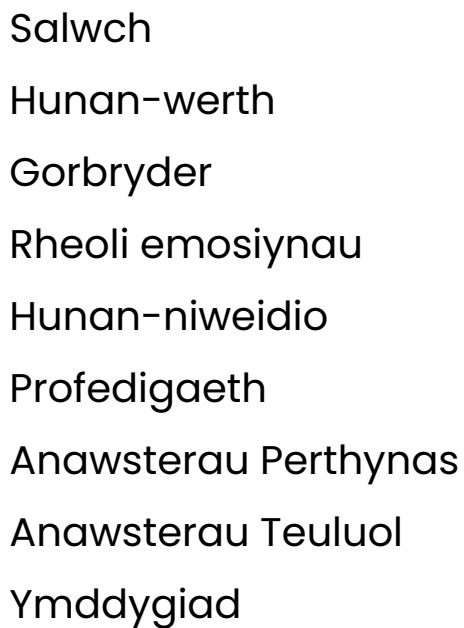 Salwch
Hunan-werth
Gorbryder
Rheoli emosiynau
Hunan-niweidio
Profedigaeth
Anawsterau Perthynas
Anawsterau Teuluol
Ymddygiad